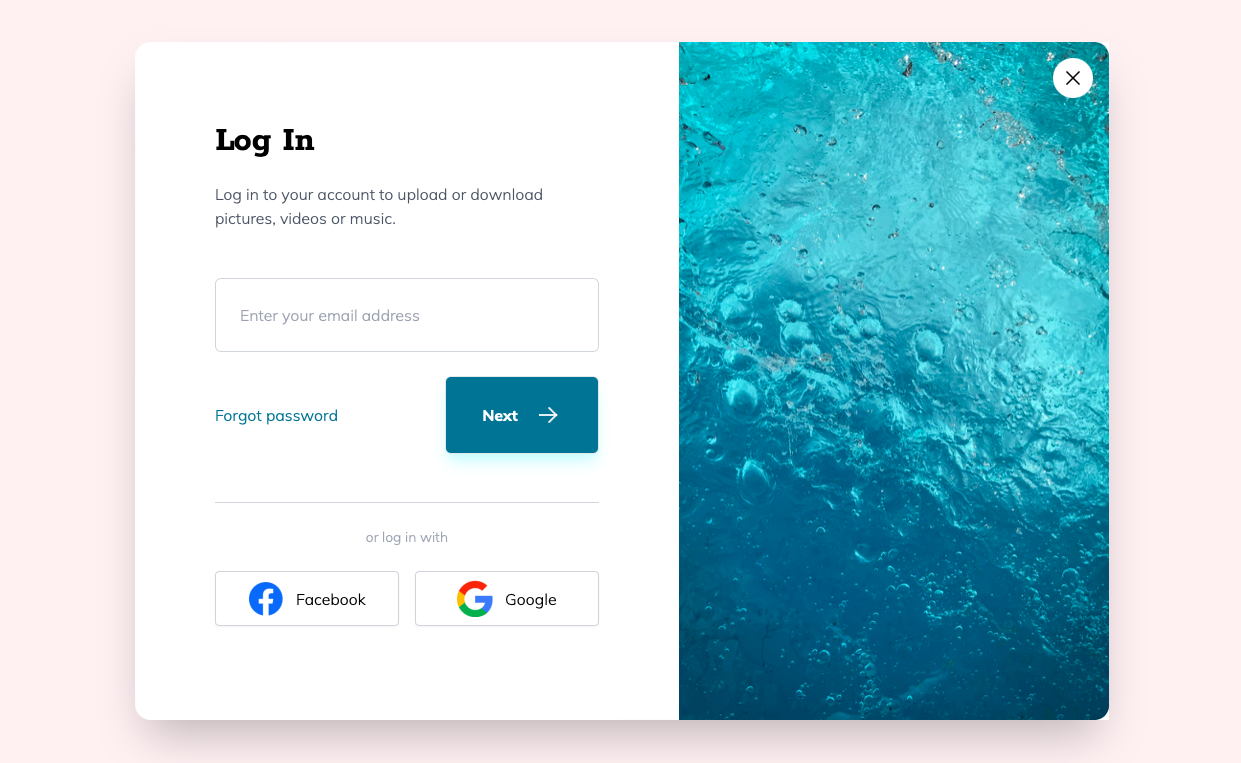 Log In
Log in to your account to upload or download
pictures, videos or music.
Enter your email address
Forgot password
Next
or log in with
Facebook
Google